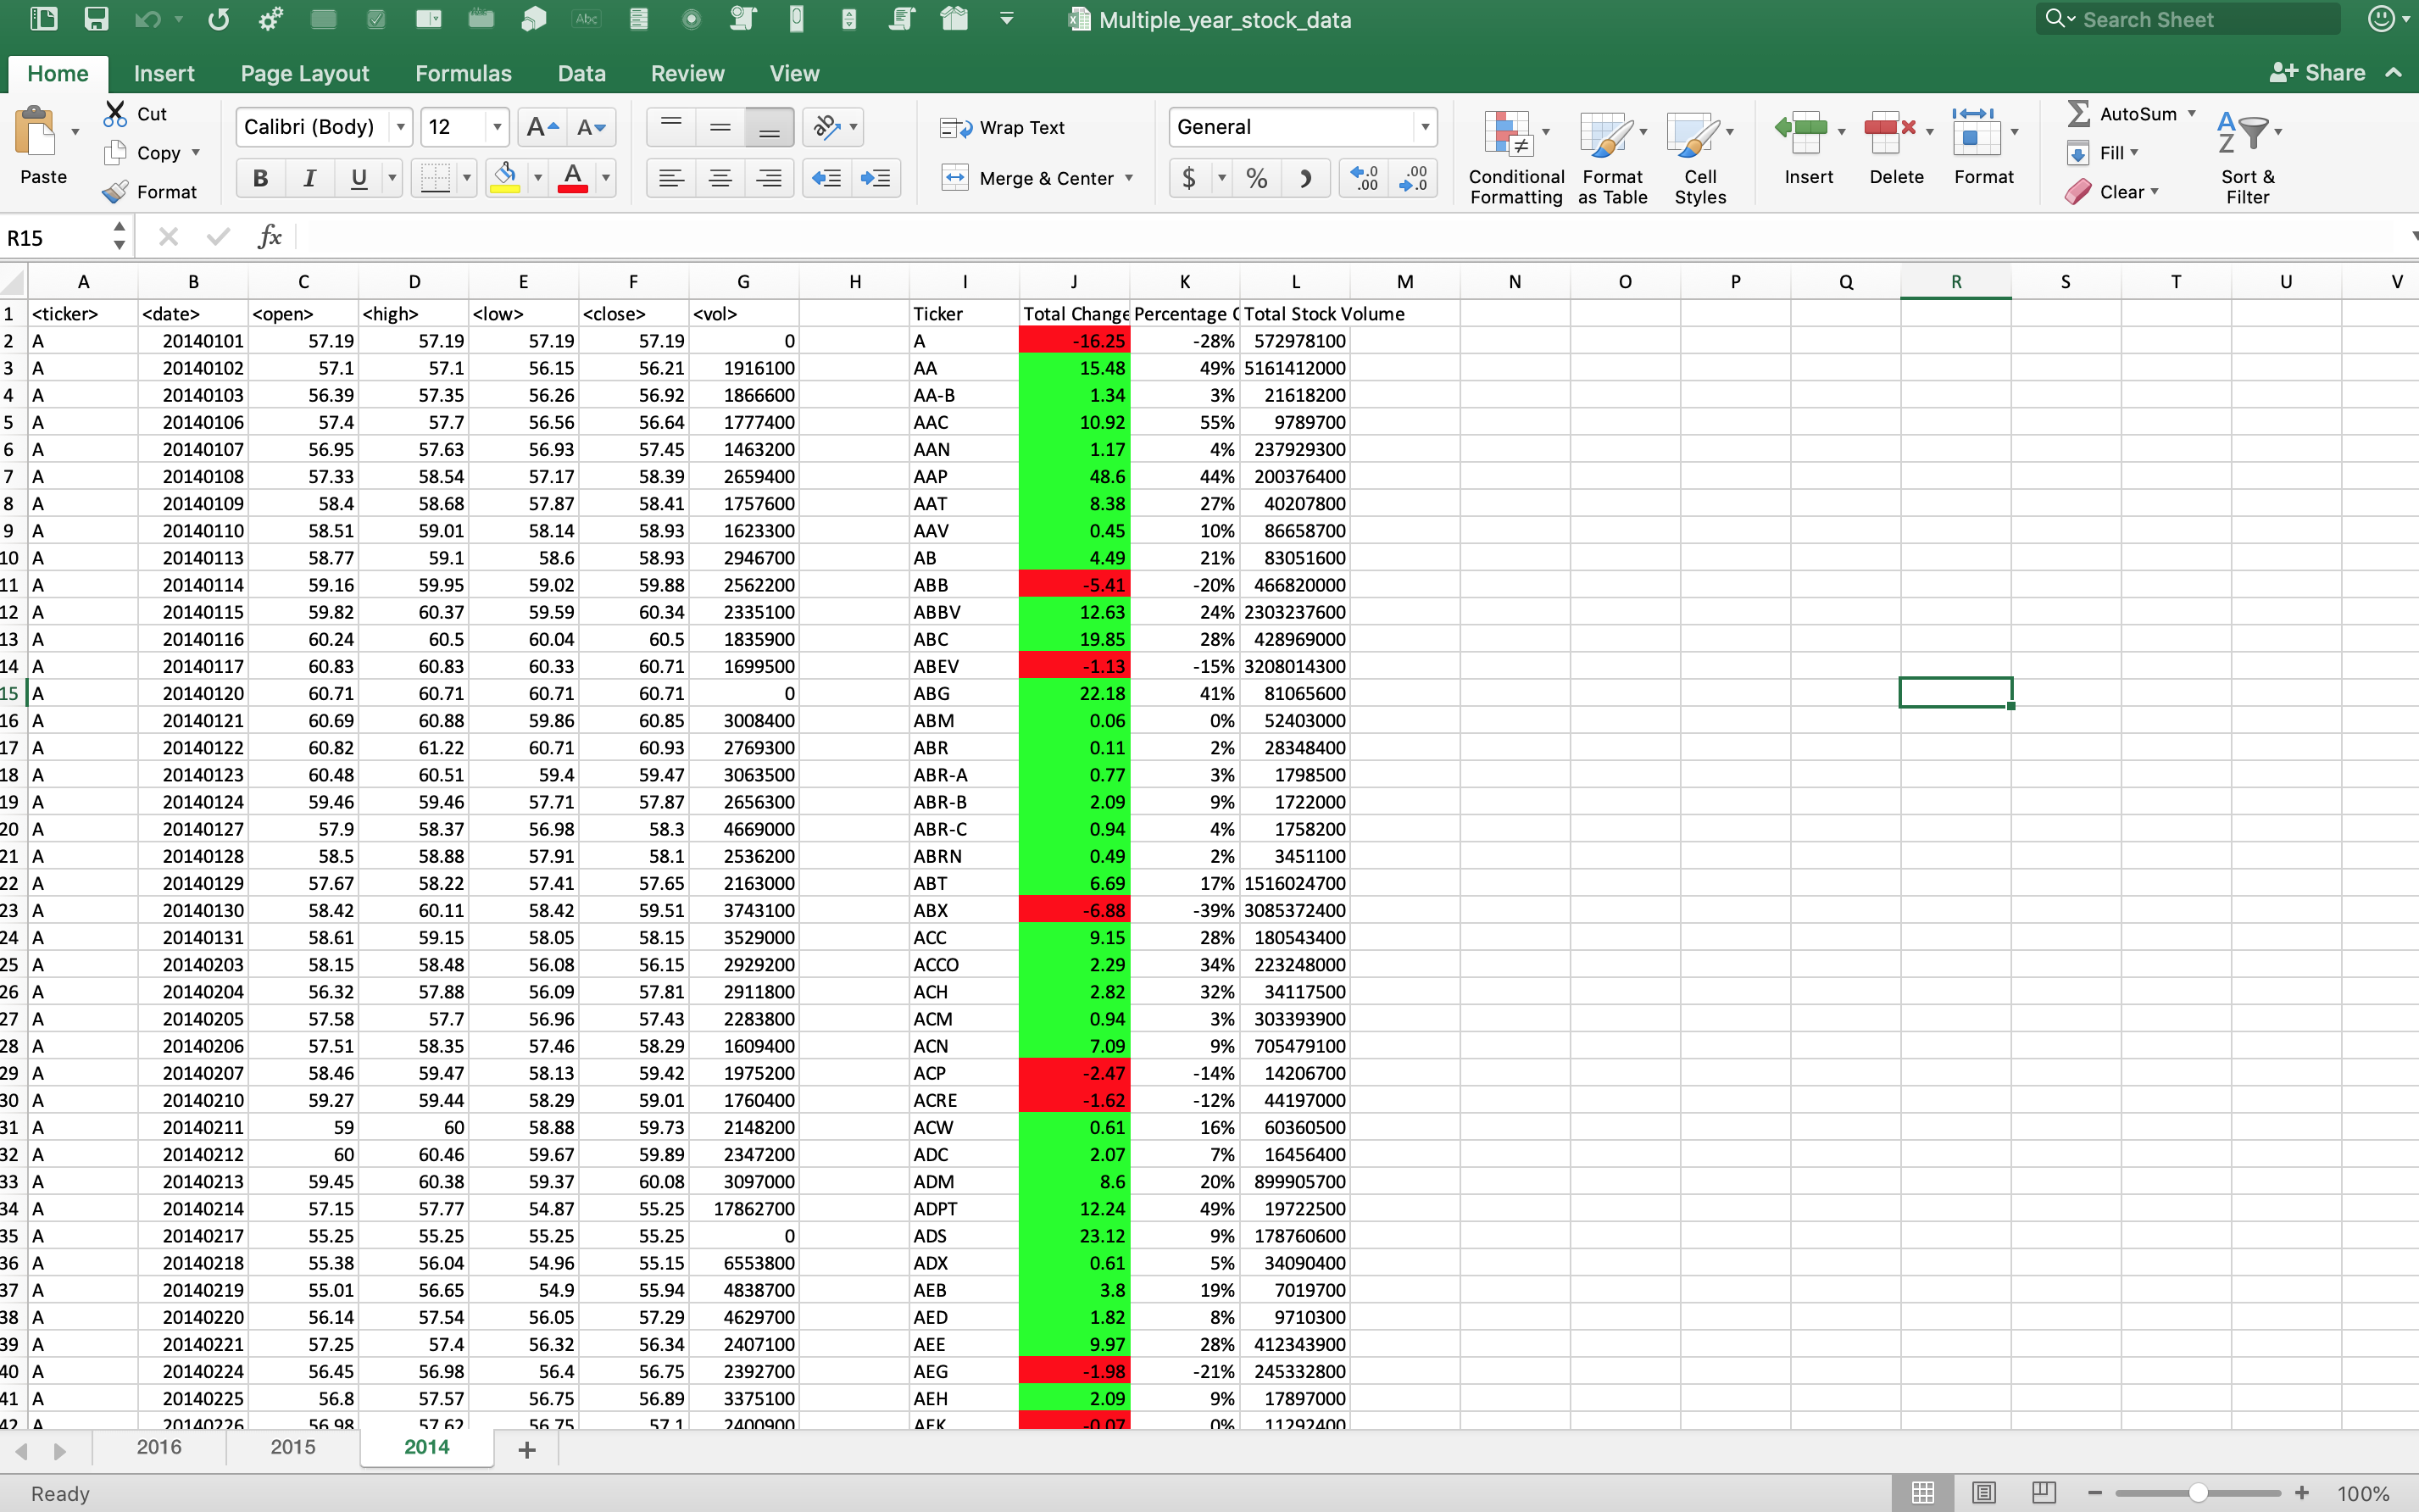 Multiple_year_stock_data
Search Sheet
Home Insert Page Layout Formulas Data Review View Share
Paste Cut Copy Format
Calibri (Body) 12 A A
B I U A
ab Wrap Text Merge & Center
General
$ % ) .0 .00 .00 .0
Conditional Formatting Format as Table Cell Styles
Insert Delete Format
AutoSum Fill Clear
A Z Sort & Filter
Abc
R15 fx
A B C D E F G H I J K L M N O P Q R S T U V
1 <ticker> <date> <open> <high> <low> <close> <vol> Ticker Total Change Percentage C Total Stock Volume
2 A 20140101 57.19 57.19 57.19 57.19 0 A -16.25 -28% 572978100
3 A 20140102 57.1 57.1 56.15 56.21 1916100 AA 15.48 49% 5161412000
4 A 20140103 56.39 57.35 56.26 56.92 1866600 AA-B 1.34 3% 21618200
5 A 20140106 57.4 57.7 56.56 56.64 1777400 AAC 10.92 55% 9789700
6 A 20140107 56.95 57.63 56.93 57.45 1463200 AAN 1.17 4% 237929300
7 A 20140108 57.33 58.54 57.17 58.39 2659400 AAP 48.6 44% 200376400
8 A 20140109 58.4 58.68 57.87 58.41 1757600 AAT 8.38 27% 40207800
9 A 20140110 58.51 59.01 58.14 58.93 1623300 AAV 0.45 10% 86658700
10 A 20140113 58.77 59.1 58.6 58.93 2946700 AB 4.49 21% 83051600
11 A 20140114 59.16 59.95 59.02 59.88 2562200 ABB -5.41 -20% 466820000
12 A 20140115 59.82 60.37 59.59 60.34 2335100 ABBV 12.63 24% 2303237600
13 A 20140116 60.24 60.5 60.04 60.5 1835900 ABC 19.85 28% 428969000
14 A 20140117 60.83 60.83 60.33 60.71 1699500 ABEV -1.13 -15% 3208014300
15 A 20140120 60.71 60.71 60.71 60.71 0 ABG 22.18 41% 81065600
16 A 20140121 60.69 60.88 59.86 60.85 3008400 ABM 0.06 0% 52403000
17 A 20140122 60.82 61.22 60.71 60.93 2769300 ABR 0.11 2% 28348400
18 A 20140123 60.48 60.51 59.4 59.47 3063500 ABR-A 0.77 3% 1798500
19 A 20140124 59.46 59.46 57.71 57.87 2656300 ABR-B 2.09 9% 1722000
20 A 20140127 57.9 58.37 56.98 58.3 4669000 ABR-C 0.94 4% 1758200
21 A 20140128 58.5 58.88 57.91 58.1 2536200 ABRN 0.49 2% 3451100
22 A 20140129 57.67 58.22 57.41 57.65 2163000 ABT 6.69 17% 1516024700
23 A 20140130 58.42 60.11 58.42 59.51 3743100 ABX -6.88 -39% 3085372400
24 A 20140131 58.61 59.15 58.05 58.15 3529000 ACC 9.15 28% 180543400
25 A 20140203 58.15 58.48 56.08 56.15 2929200 ACCO 2.29 34% 223248000
26 A 20140204 56.32 57.88 56.09 57.81 2911800 ACH 2.82 32% 34117500
27 A 20140205 57.58 57.7 56.96 57.43 2283800 ACM 0.94 3% 303393900
28 A 20140206 57.51 58.35 57.46 58.29 1609400 ACN 7.09 9% 705479100
29 A 20140207 58.46 59.47 58.13 59.42 1975200 ACP -2.47 -14% 14206700
30 A 20140210 59.27 59.44 58.29 59.01 1760400 ACRE -1.62 -12% 44197000
31 A 20140211 59 60 58.88 59.73 2148200 ACW 0.61 16% 60360500
32 A 20140212 60 60.46 59.67 59.89 2347200 ADC 2.07 7% 16456400
33 A 20140213 59.45 60.38 59.37 60.08 3097000 ADM 8.6 20% 899905700
34 A 20140214 57.15 57.77 54.87 55.25 17862700 ADPT 12.24 49% 19722500
35 A 20140217 55.25 55.25 55.25 55.25 0 ADS 23.12 9% 178760600
36 A 20140218 55.38 56.04 54.96 55.15 6553800 ADX 0.61 5% 34090400
37 A 20140219 55.01 56.65 54.9 55.94 4838700 AEB 3.8 19% 7019700
38 A 20140220 56.14 57.54 56.05 57.29 4629700 AED 1.82 8% 9710300
39 A 20140221 57.25 57.4 56.32 56.34 2407100 AEE 9.97 28% 412343900
40 A 20140224 56.45 56.98 56.4 56.75 2392700 AEG -1.98 -21% 245332800
41 A 20140225 56.8 57.57 56.75 56.89 3375100 AEH 2.09 9% 17897000
42 A 20140226 56.98 57.62 56.75 57.1 2400900 AEK -0.07 0% 11292400
2016 2015 2014 +
Ready 100%